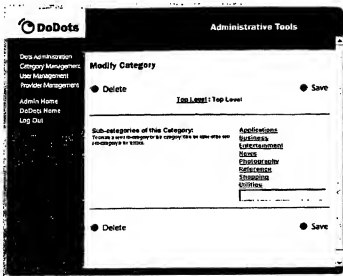 DoDots
Administrative Tools
Dots Administration
Category Management
User Management
Provider Management
Admin Home
DoDots Home
Log Out
Modify Category
Delete
Save
Top Level : Top Level
Sub-categories of this Category:
Applications
Business
Entertainment
News
Photography
Reference
Shopping
Utilities
Delete
Save